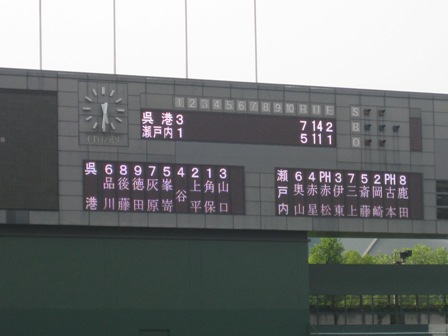 1 2 3 4 5 6 7 8 9 10 R H E
呉 港 3 7 14 2
瀬戸内 1 5 11 1
S
B
O
呉港
6 8 9 7 5 4 2 1 3
品川 後藤 徳田 灰原 峯嵜 谷 上平 角保 山口
瀬戸内
6 4 PH 3 7 5 2 PH 8
奥山 赤星 赤松 伊東 三上 斎藤 岡崎 古本 鹿田